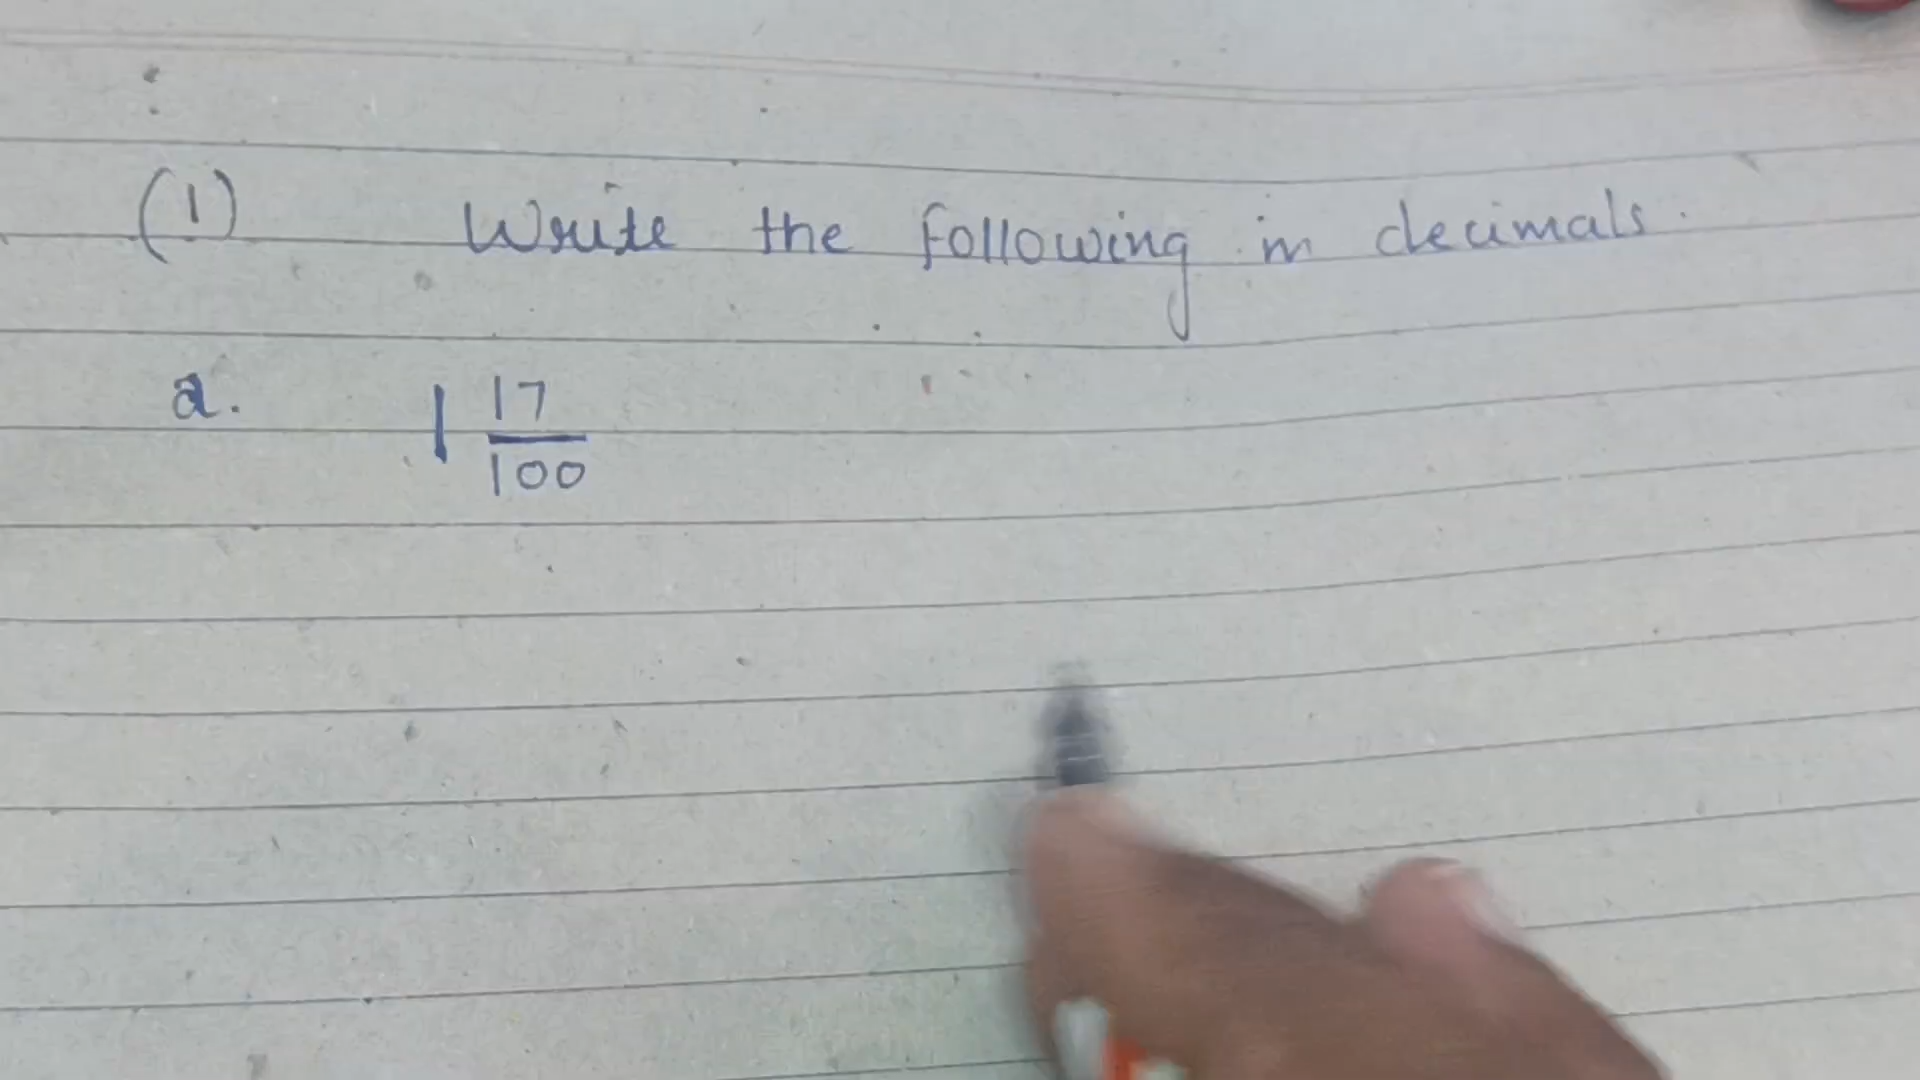 (1) Write the following in decimals.
a. 1 17/100